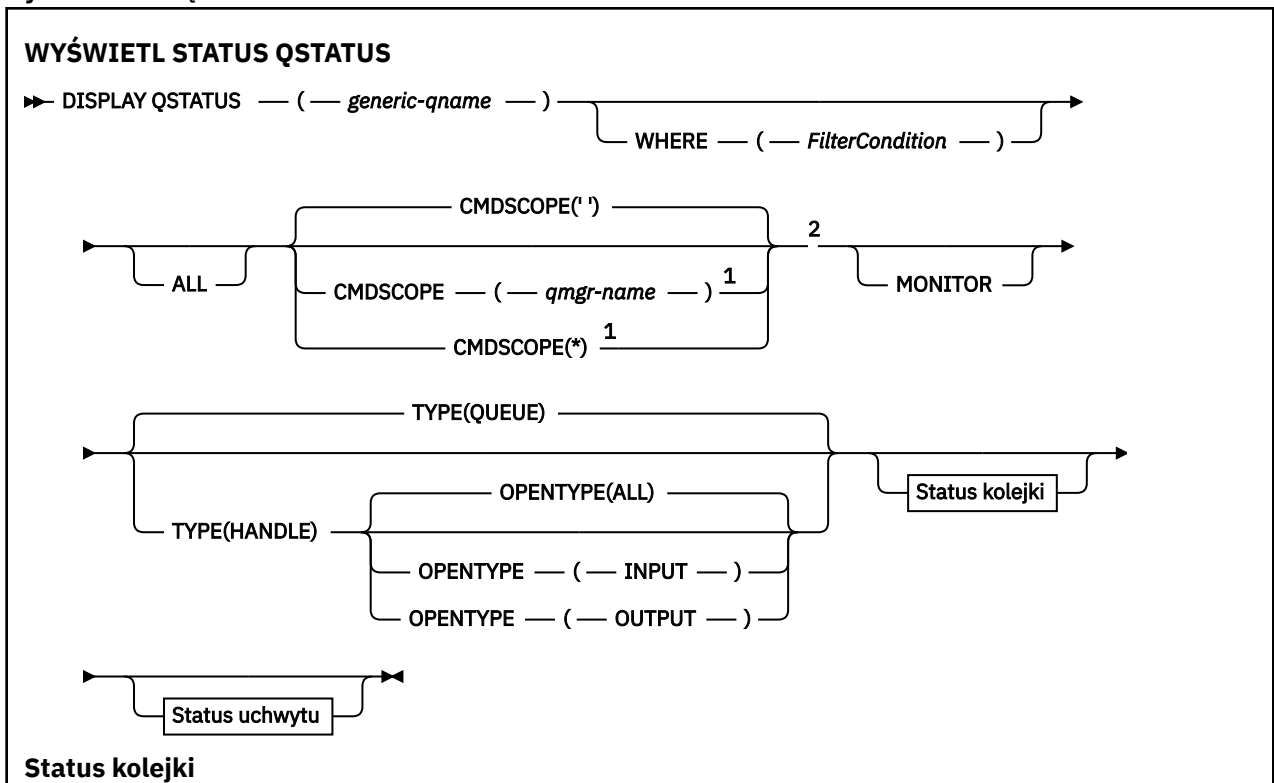 WYŚWIETL STATUS QSTATUS
DISPLAY QSTATUS ( generic-qname )
WHERE ( FilterCondition )
CMDSCOPE(' ')
2
ALL
CMDSCOPE ( qmgr-name ) 1
MONITOR
CMDSCOPE(*) 1
TYPE(QUEUE)
OPENTYPE(ALL)
Status kolejki
TYPE(HANDLE)
OPENTYPE ( INPUT )
OPENTYPE ( OUTPUT )
Status uchwytu
Status kolejki